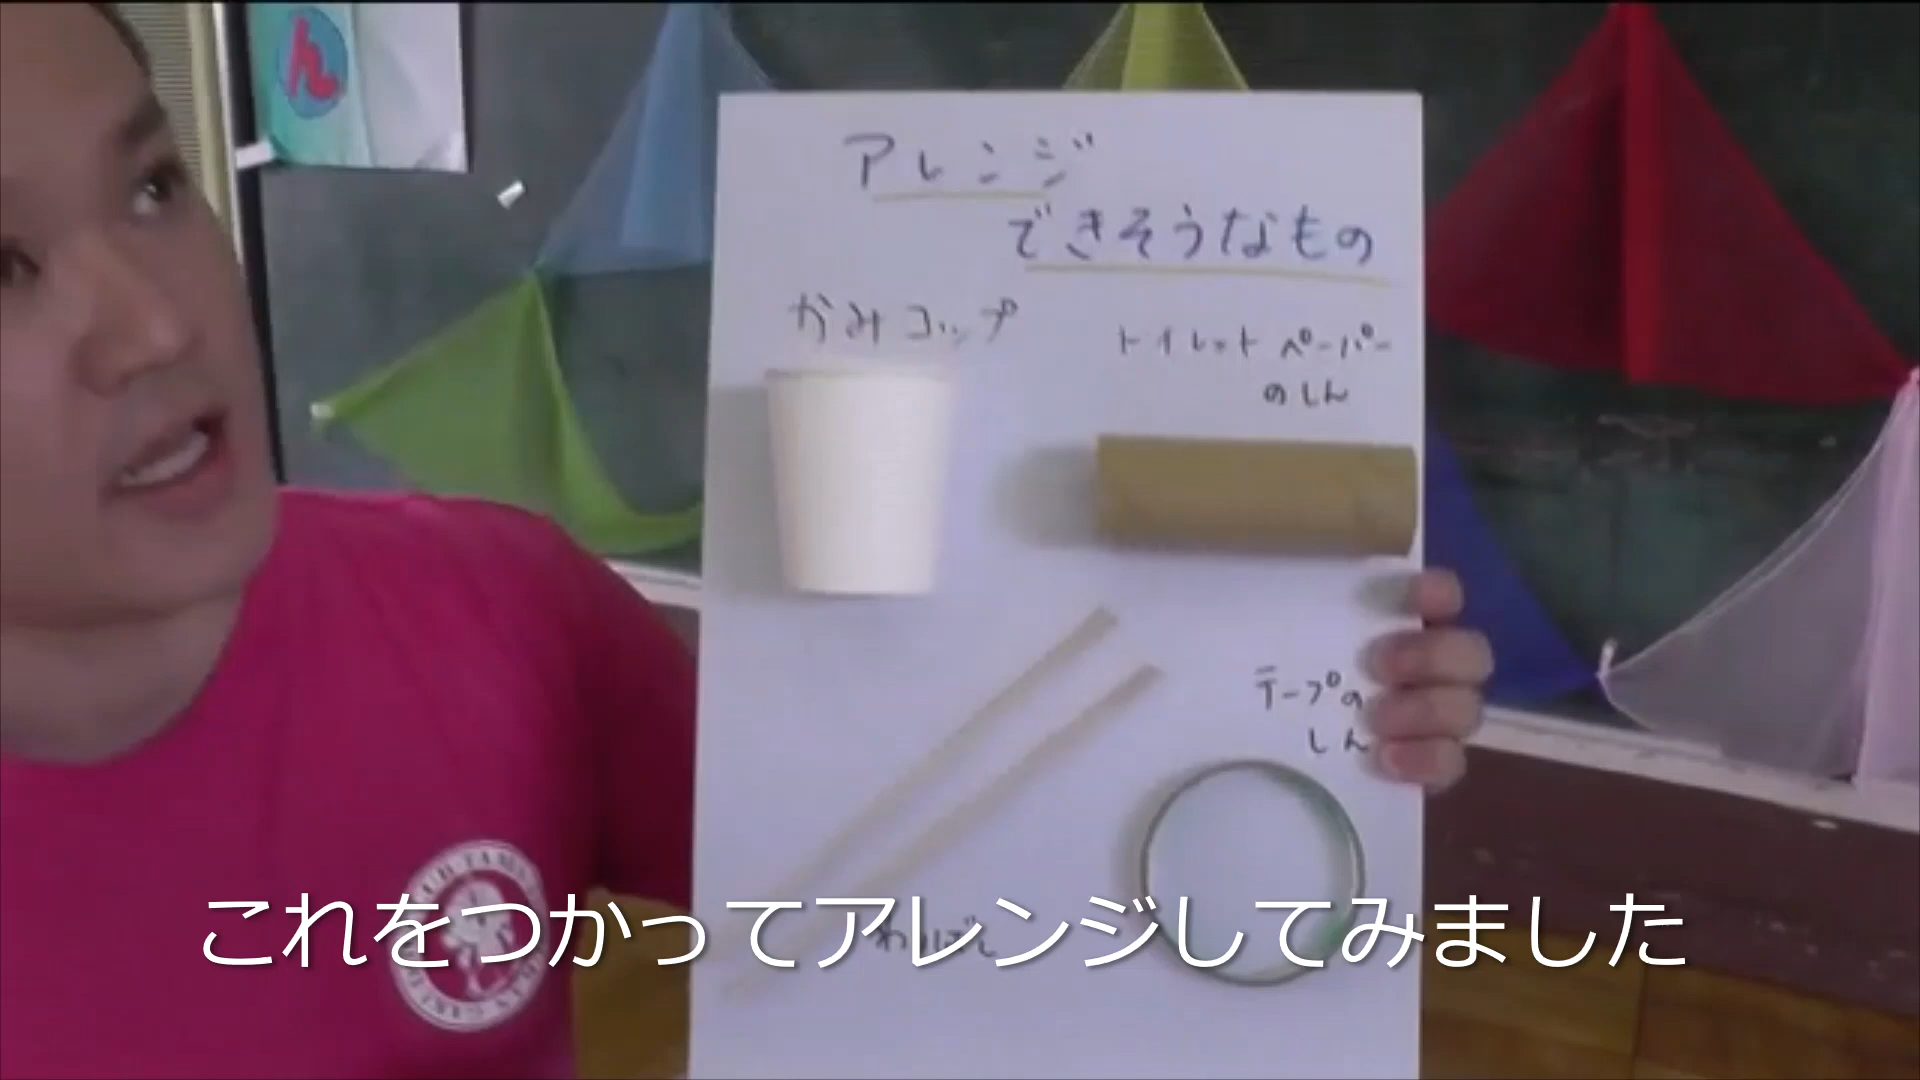 ん
アレンジ
できそうなもの
かみコップ
トイレットペーパー
のしん
テープの
しん
わりばし
これをつかってアレンジしてみました